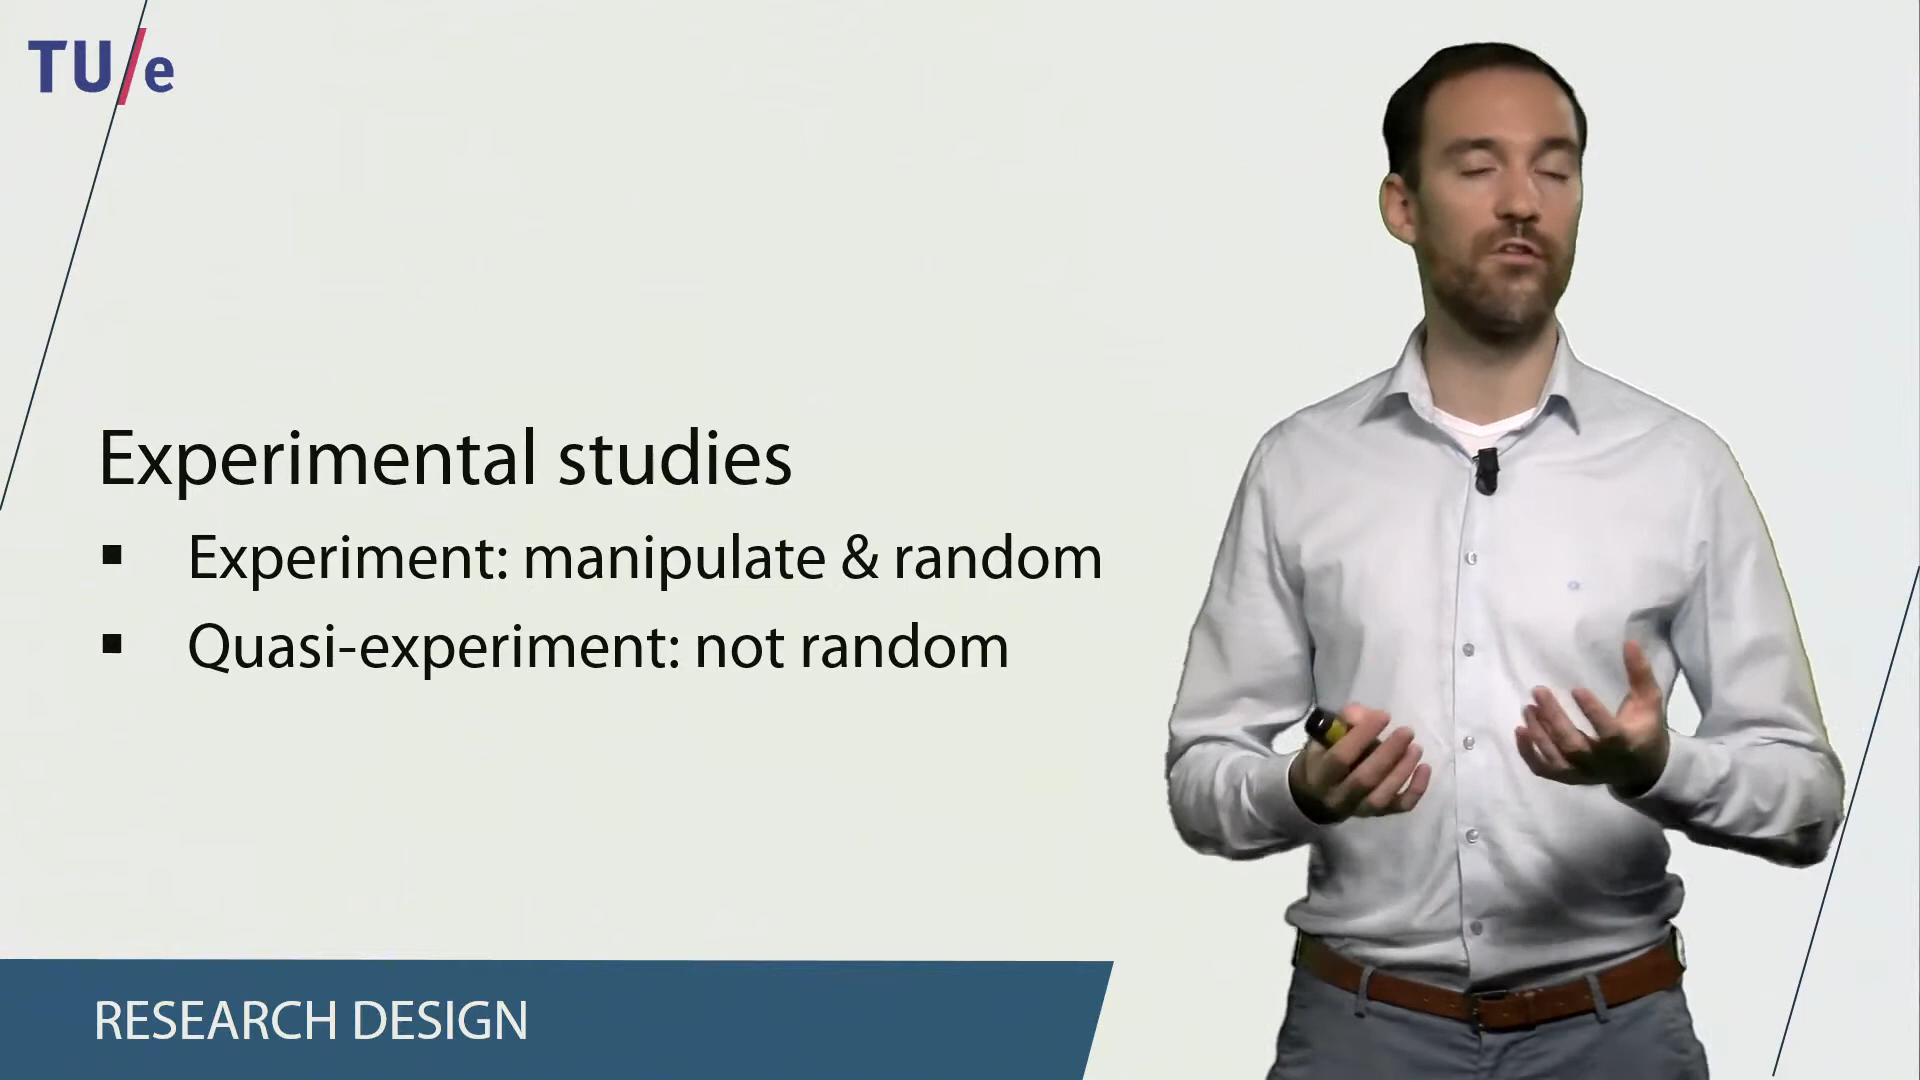 TU/e
Experimental studies
▪ Experiment: manipulate & random
▪ Quasi-experiment: not random
RESEARCH DESIGN